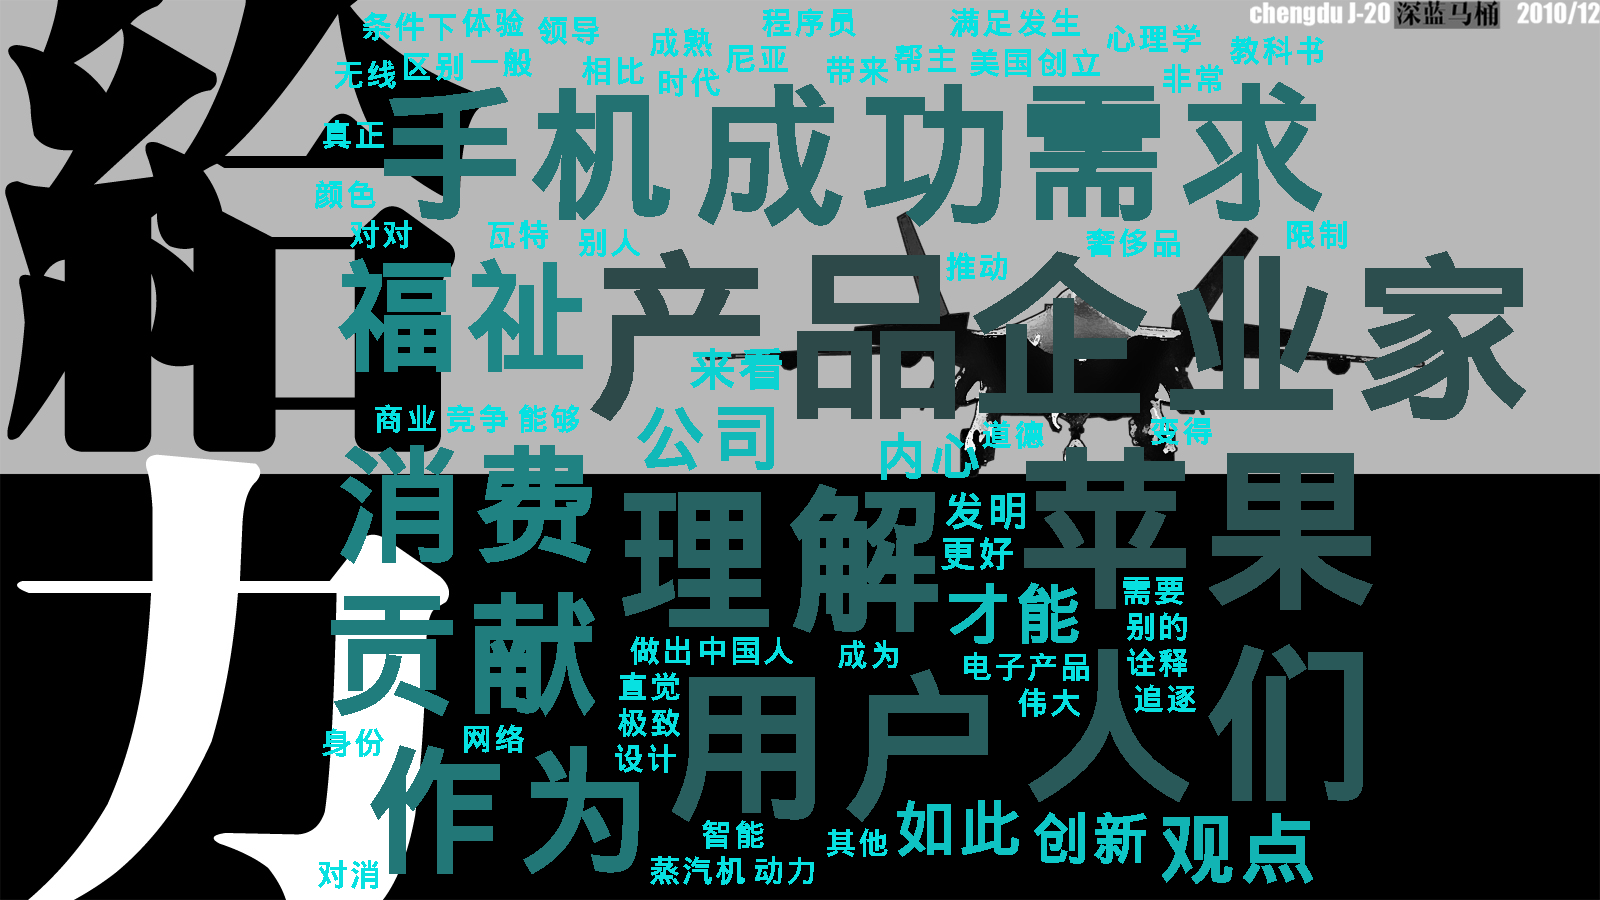 chengdu J-20 深蓝马桶 2010/12
給力
条件下 体验 领导 成熟 程序员 满足 发生 心理学 教科书
无线 区别 一般 相比 时代 尼亚 带来 帮主 美国 创立 非常
真正 手机 成功 需求
颜色
对对 瓦特 别人 推动 奢侈品 限制
福祉 产品 企业家
来看
商业 竞争 能够 公司 内心 道德 变得
消费 理解 发明 苹果
更好
贡献 才能 需要
别的
做出 中国人 成为 电子产品 诠释
直觉 用户 伟大 人们 追逐
极致
身份 网络 设计
作为
智能 其他 如此 创新 观点
对消 蒸汽机 动力